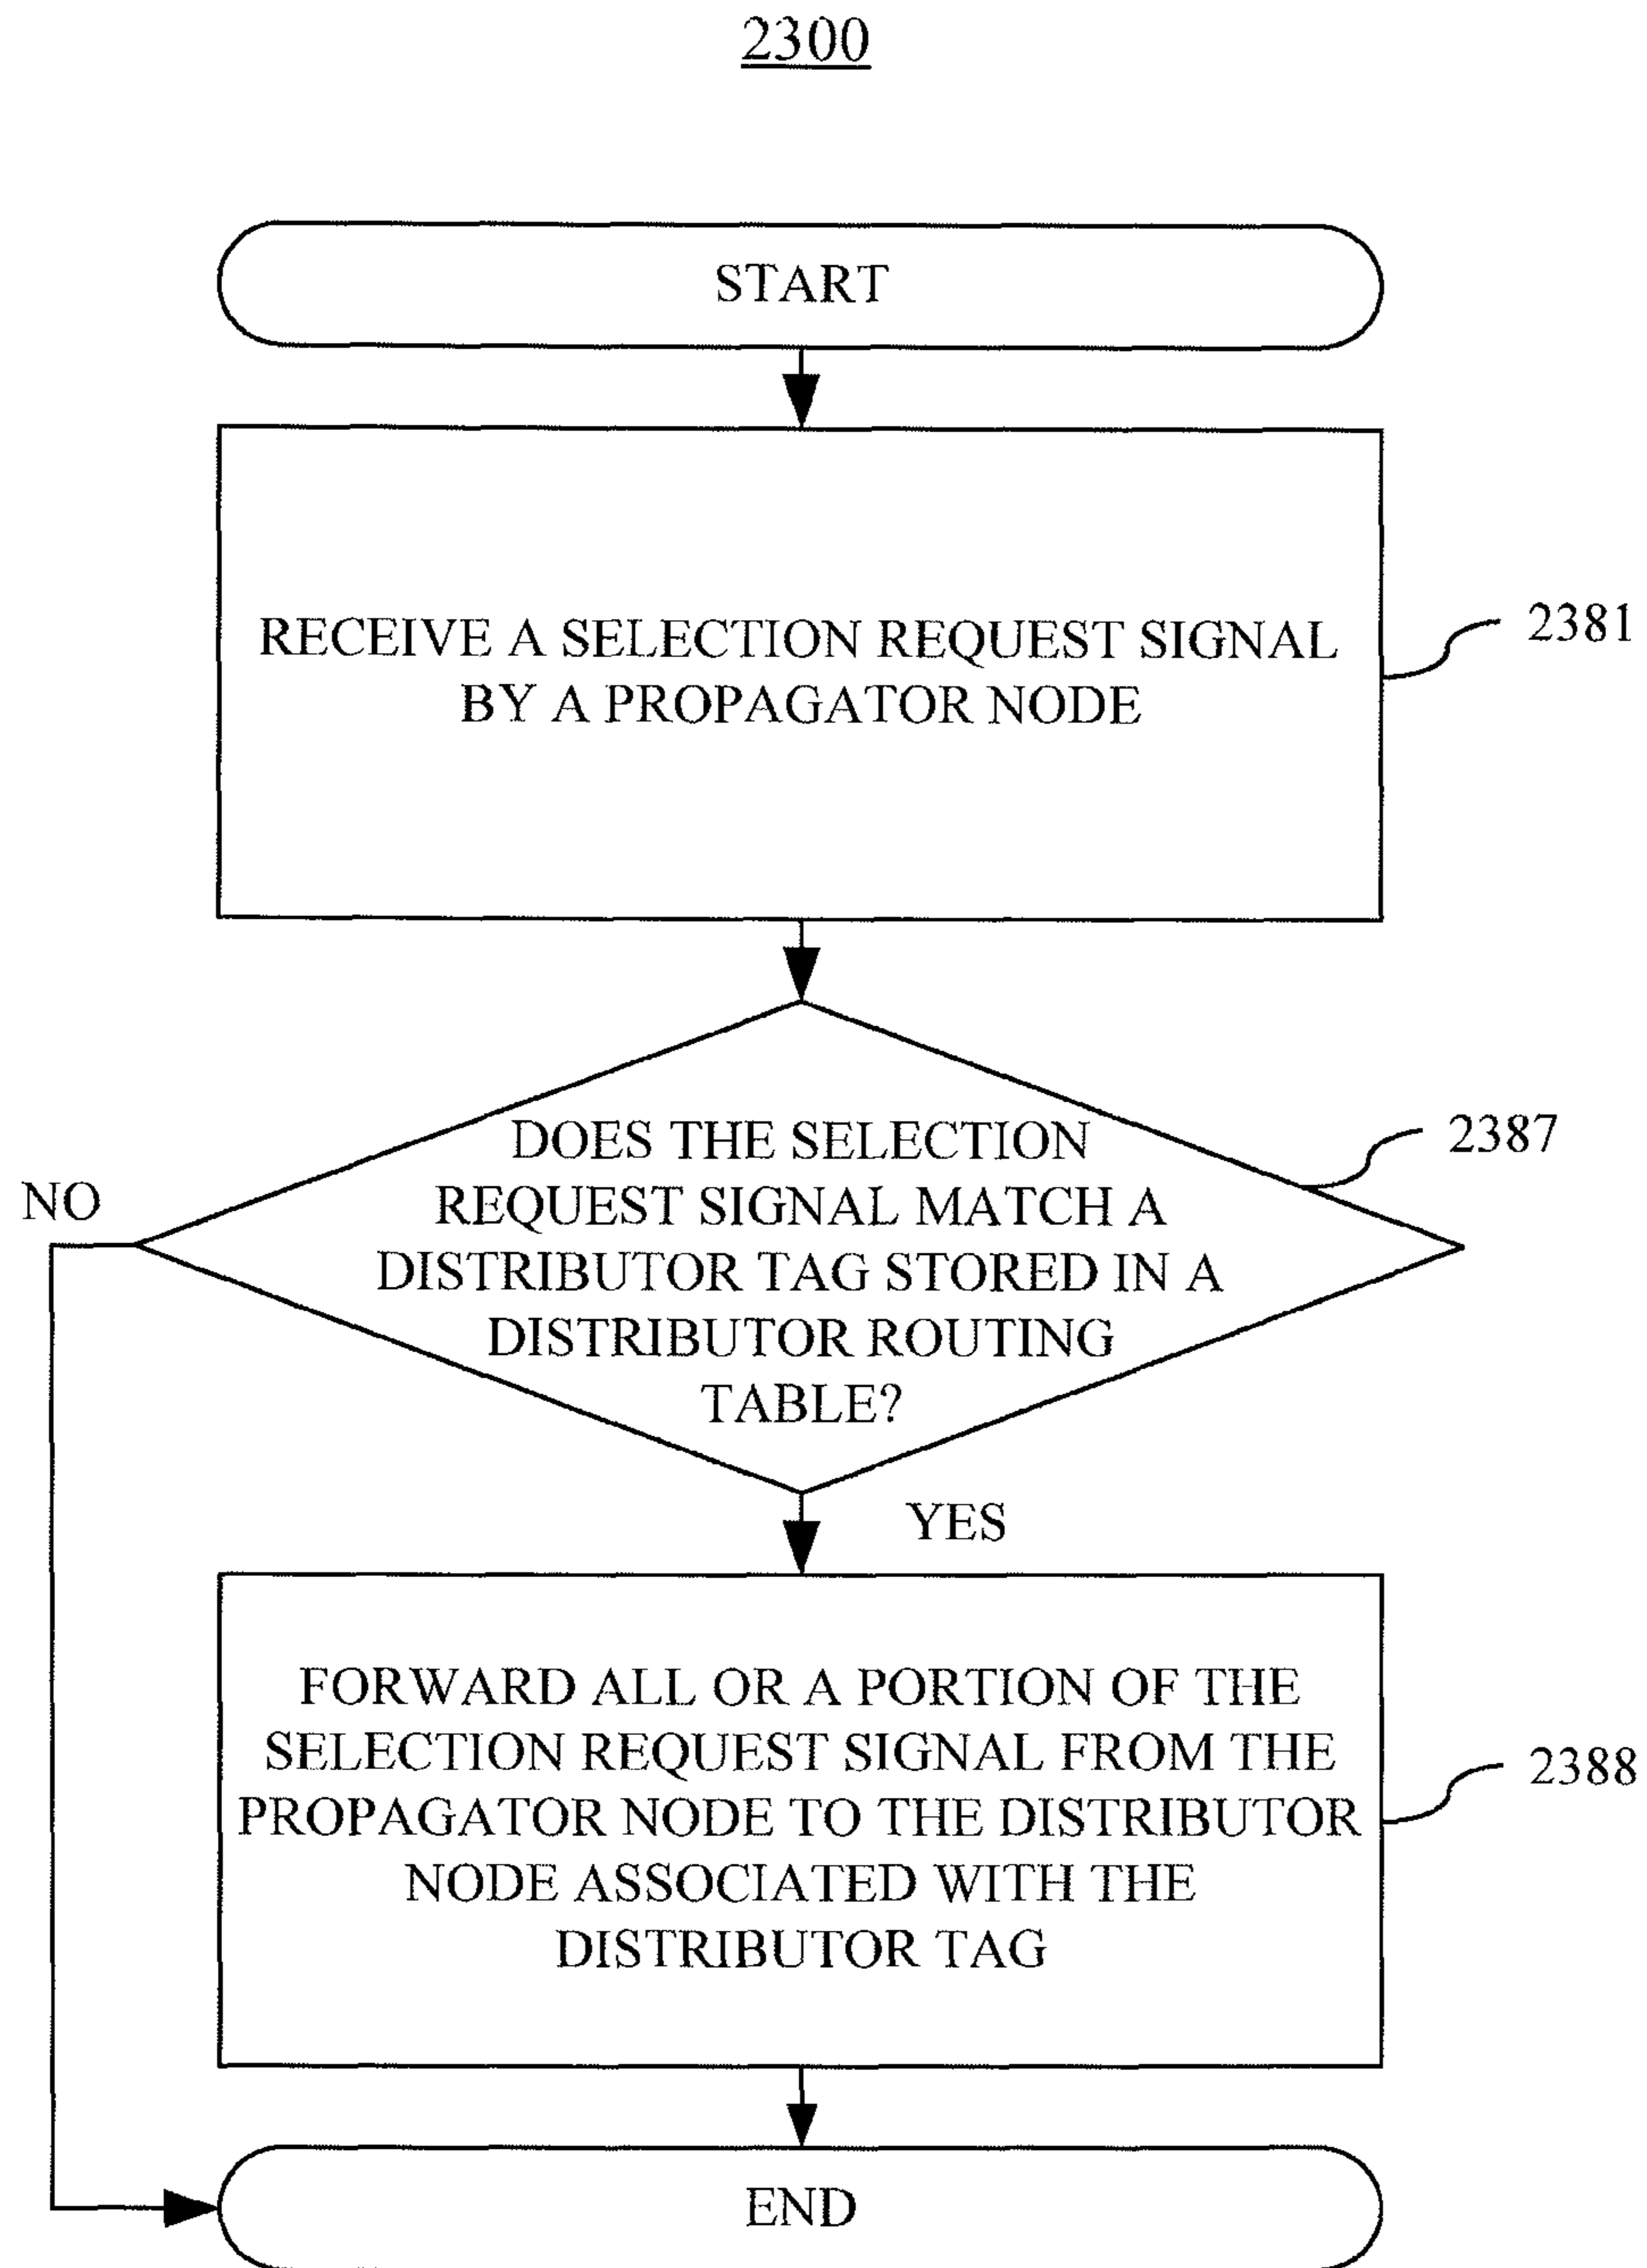 2300
START
RECEIVE A SELECTION REQUEST SIGNAL
BY A PROPAGATOR NODE
2381
DOES THE SELECTION
REQUEST SIGNAL MATCH A
DISTRIBUTOR TAG STORED IN A
DISTRIBUTOR ROUTING
TABLE?
2387
NO
YES
FORWARD ALL OR A PORTION OF THE
SELECTION REQUEST SIGNAL FROM THE
PROPAGATOR NODE TO THE DISTRIBUTOR
NODE ASSOCIATED WITH THE
DISTRIBUTOR TAG
2388
END